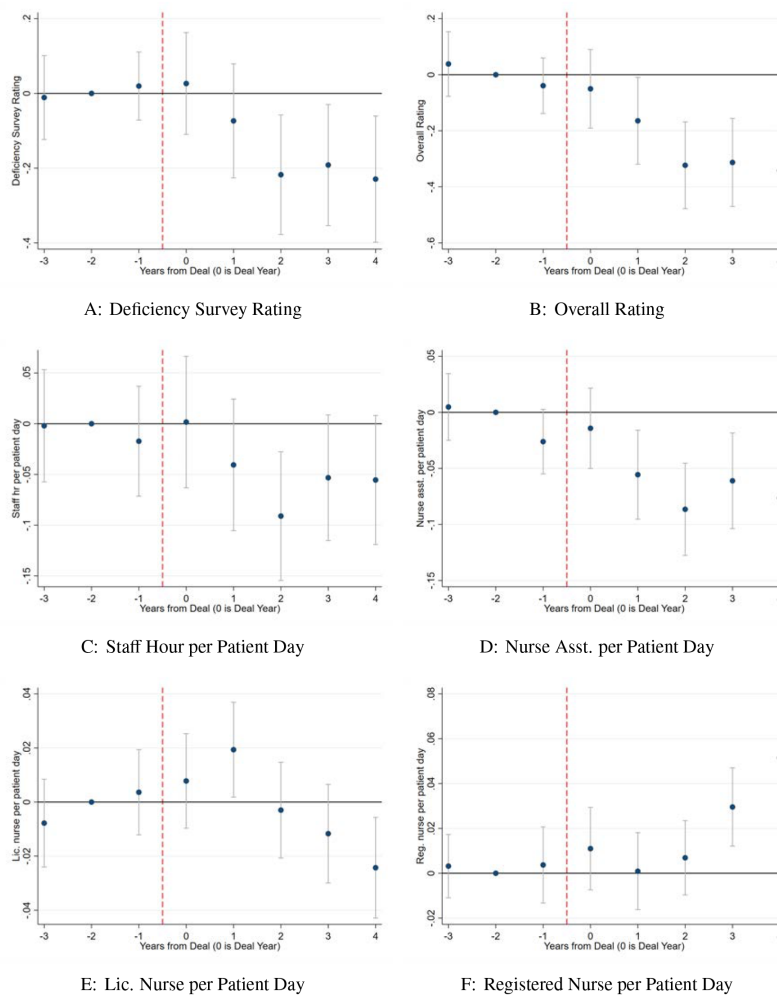 .2
0
-.2
-.4
Deficiency Survey Rating
-3 -2 -1 0 1 2 3 4
Years from Deal (0 is Deal Year)
A: Deficiency Survey Rating
.2
0
-.2
-.4
-.6
Overall Rating
-3 -2 -1 0 1 2 3
Years from Deal (0 is Deal Year)
B: Overall Rating
.05
0
-.05
-.1
-.15
Staff hr per patient day
-3 -2 -1 0 1 2 3 4
Years from Deal (0 is Deal Year)
C: Staff Hour per Patient Day
.05
0
-.05
-.1
-.15
Nurse asst. per patient day
-3 -2 -1 0 1 2 3
Years from Deal (0 is Deal Year)
D: Nurse Asst. per Patient Day
.04
.02
0
-.02
-.04
Lic. nurse per patient day
-3 -2 -1 0 1 2 3 4
Years from Deal (0 is Deal Year)
E: Lic. Nurse per Patient Day
.08
.06
.04
.02
0
-.02
Reg. nurse per patient day
-3 -2 -1 0 1 2 3
Years from Deal (0 is Deal Year)
F: Registered Nurse per Patient Day